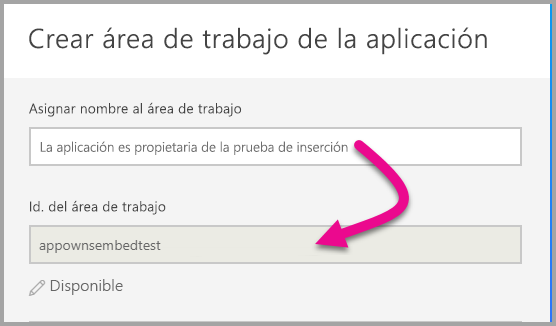 Crear área de trabajo de la aplicación
Asignar nombre al área de trabajo
La aplicación es propietaria de la prueba de inserción
Id. del área de trabajo
appownsembedtest
Disponible